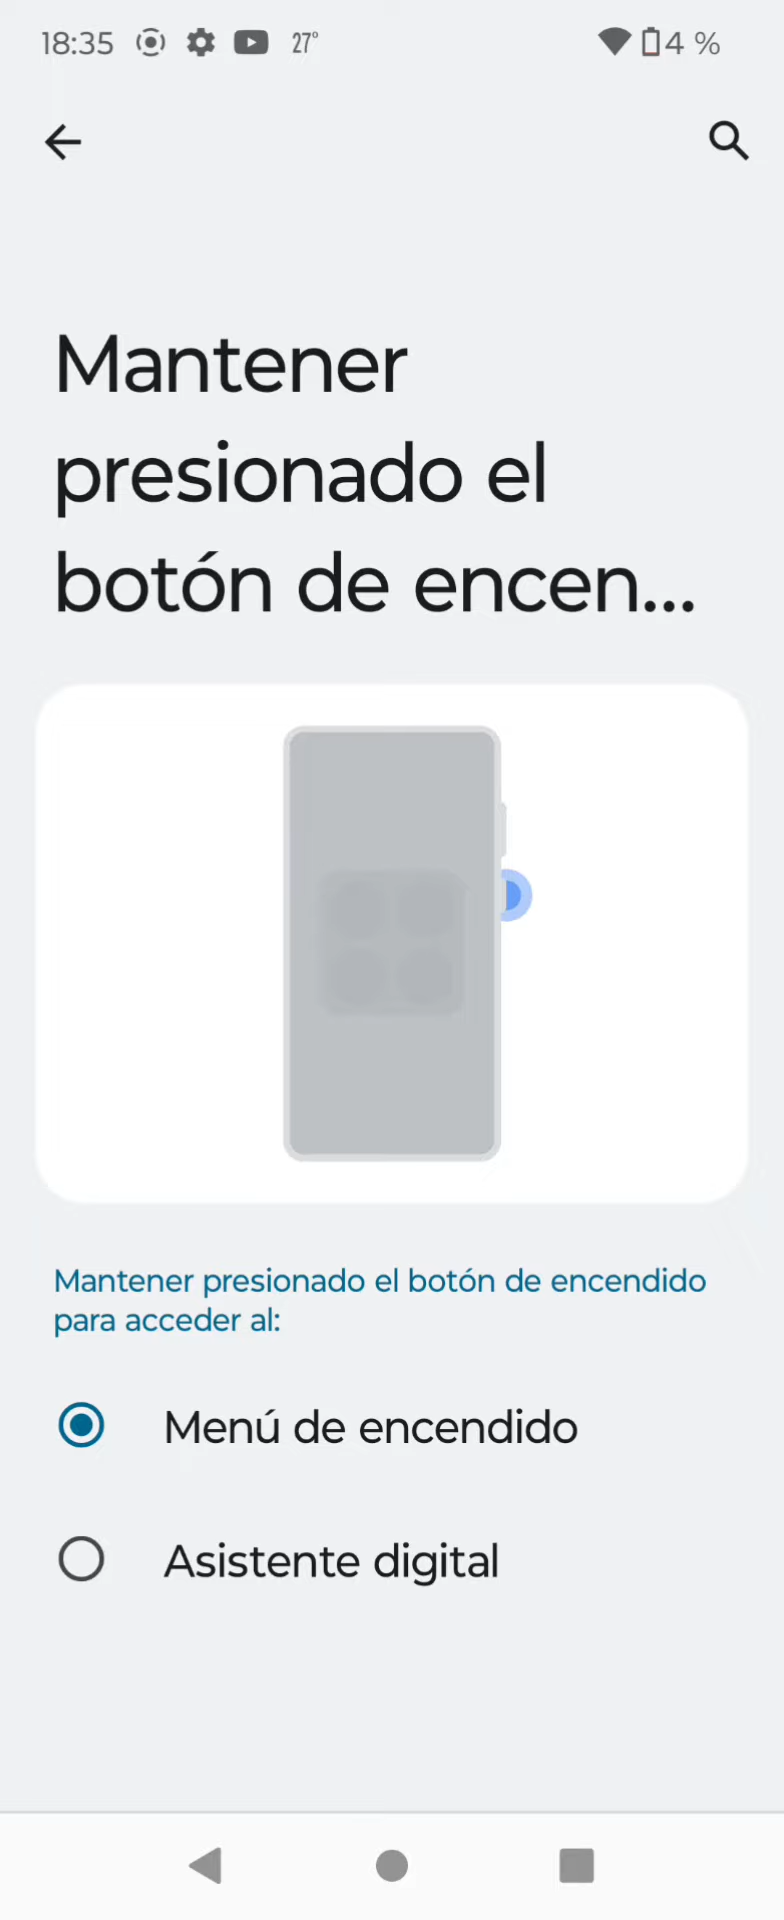 18:35 27° 4 %
Mantener
presionado el
botón de encen...
Mantener presionado el botón de encendido
para acceder al:
Menú de encendido
Asistente digital